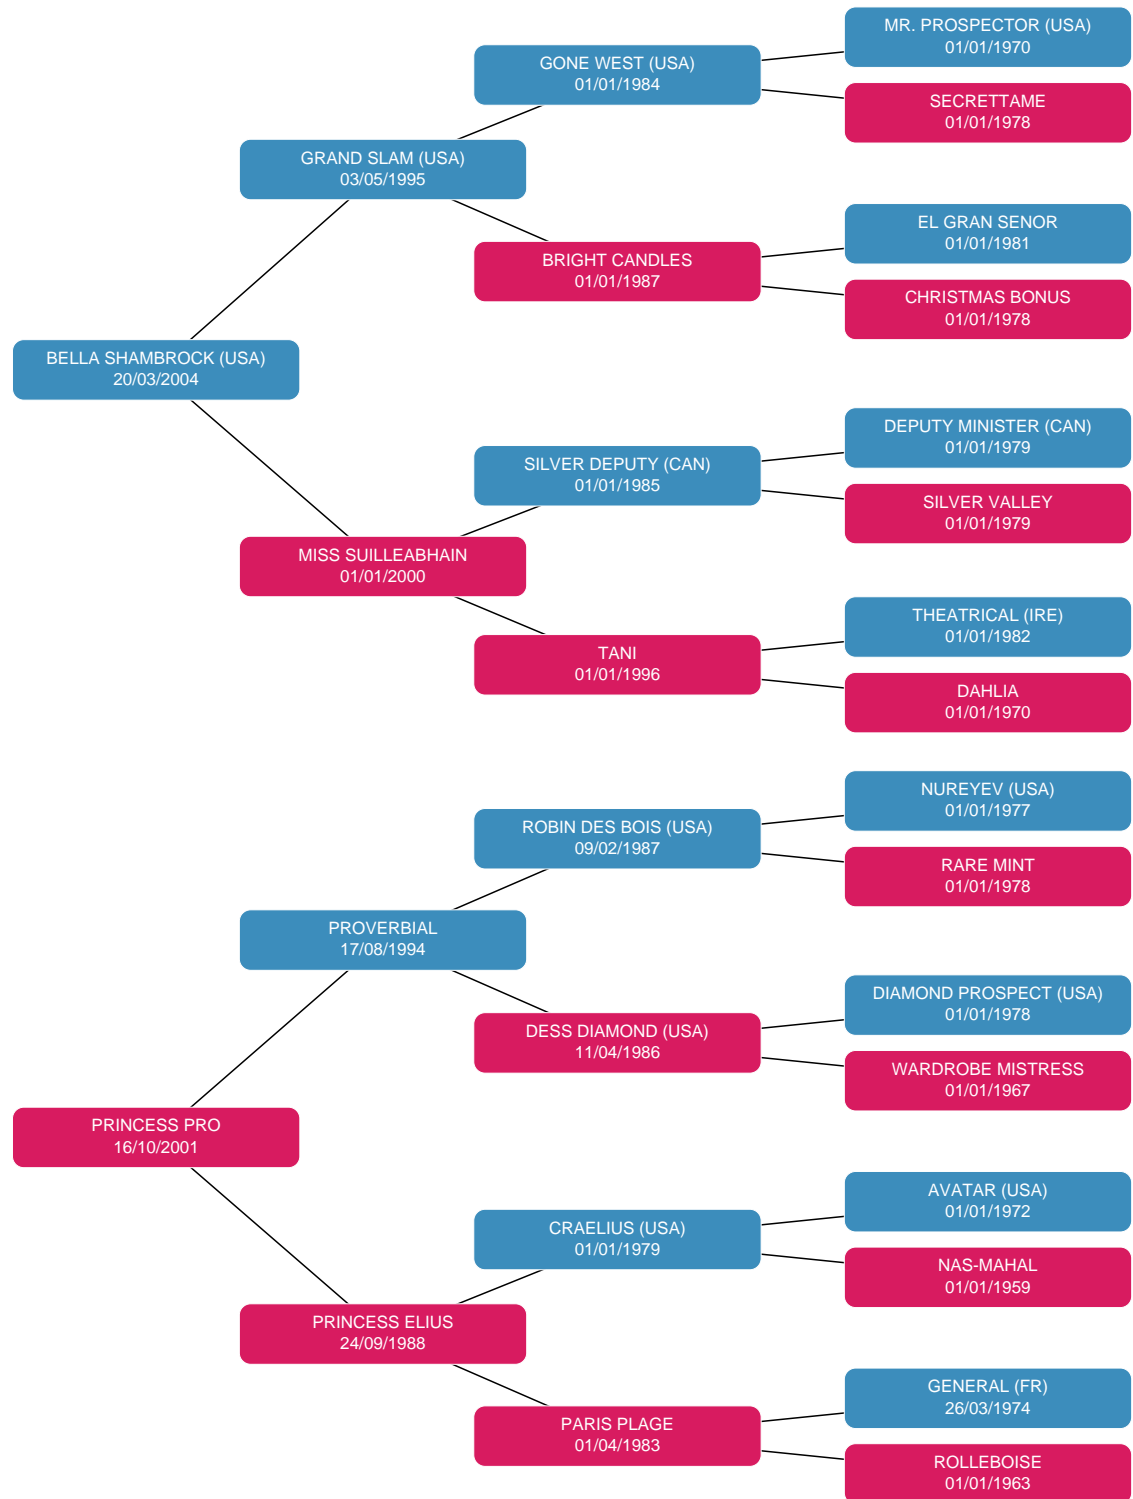 MR. PROSPECTOR (USA)
01/01/1970
GONE WEST (USA)
01/01/1984
SECRETTAME
01/01/1978
GRAND SLAM (USA)
03/05/1995
EL GRAN SENOR
01/01/1981
BRIGHT CANDLES
01/01/1987
CHRISTMAS BONUS
01/01/1978
BELLA SHAMBROCK (USA)
20/03/2004
DEPUTY MINISTER (CAN)
01/01/1979
SILVER DEPUTY (CAN)
01/01/1985
SILVER VALLEY
01/01/1979
MISS SUILLEABHAIN
01/01/2000
THEATRICAL (IRE)
01/01/1982
TANI
01/01/1996
DAHLIA
01/01/1970
NUREYEV (USA)
01/01/1977
ROBIN DES BOIS (USA)
09/02/1987
RARE MINT
01/01/1978
PROVERBIAL
17/08/1994
DIAMOND PROSPECT (USA)
01/01/1978
DESS DIAMOND (USA)
11/04/1986
WARDROBE MISTRESS
01/01/1967
PRINCESS PRO
16/10/2001
AVATAR (USA)
01/01/1972
CRAELIUS (USA)
01/01/1979
NAS-MAHAL
01/01/1959
PRINCESS ELIUS
24/09/1988
GENERAL (FR)
26/03/1974
PARIS PLAGE
01/04/1983
ROLLEBOISE
01/01/1963